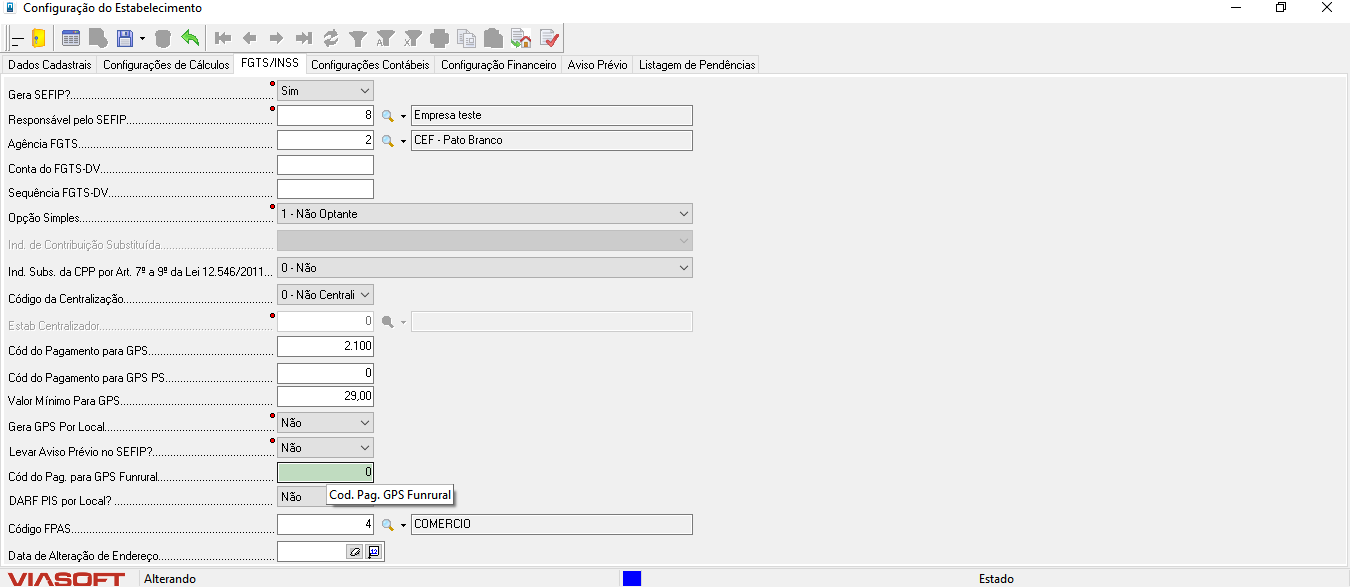 Configuração do Estabelecimento
Dados Cadastrais Configurações de Cálculos FGTS/INSS Configurações Contábeis Configuração Financeiro Aviso Prévio Listagem de Pendências
Gera SEFIP? Sim
Responsável pelo SEFIP 8 Empresa teste
Agência FGTS 2 CEF - Pato Branco
Conta do FGTS-DV
Sequência FGTS-DV
Opção Simples 1 - Não Optante
Ind. de Contribuição Substituída
Ind. Subs. da CPP por Art. 7º a 9º da Lei 12.546/2011... 0 - Não
Código da Centralização 0 - Não Centrali
Estab Centralizador 0
Cód do Pagamento para GPS 2.100
Cód do Pagamento para GPS PS 0
Valor Mínimo Para GPS 29,00
Gera GPS Por Local Não
Levar Aviso Prévio no SEFIP? Não
Cód do Pag. para GPS Funrural 0
DARF PIS por Local? Não
Cod. Pag. GPS Funrural
Código FPAS 4 COMERCIO
Data de Alteração de Endereço 12
VIASOFT Alterando Estado